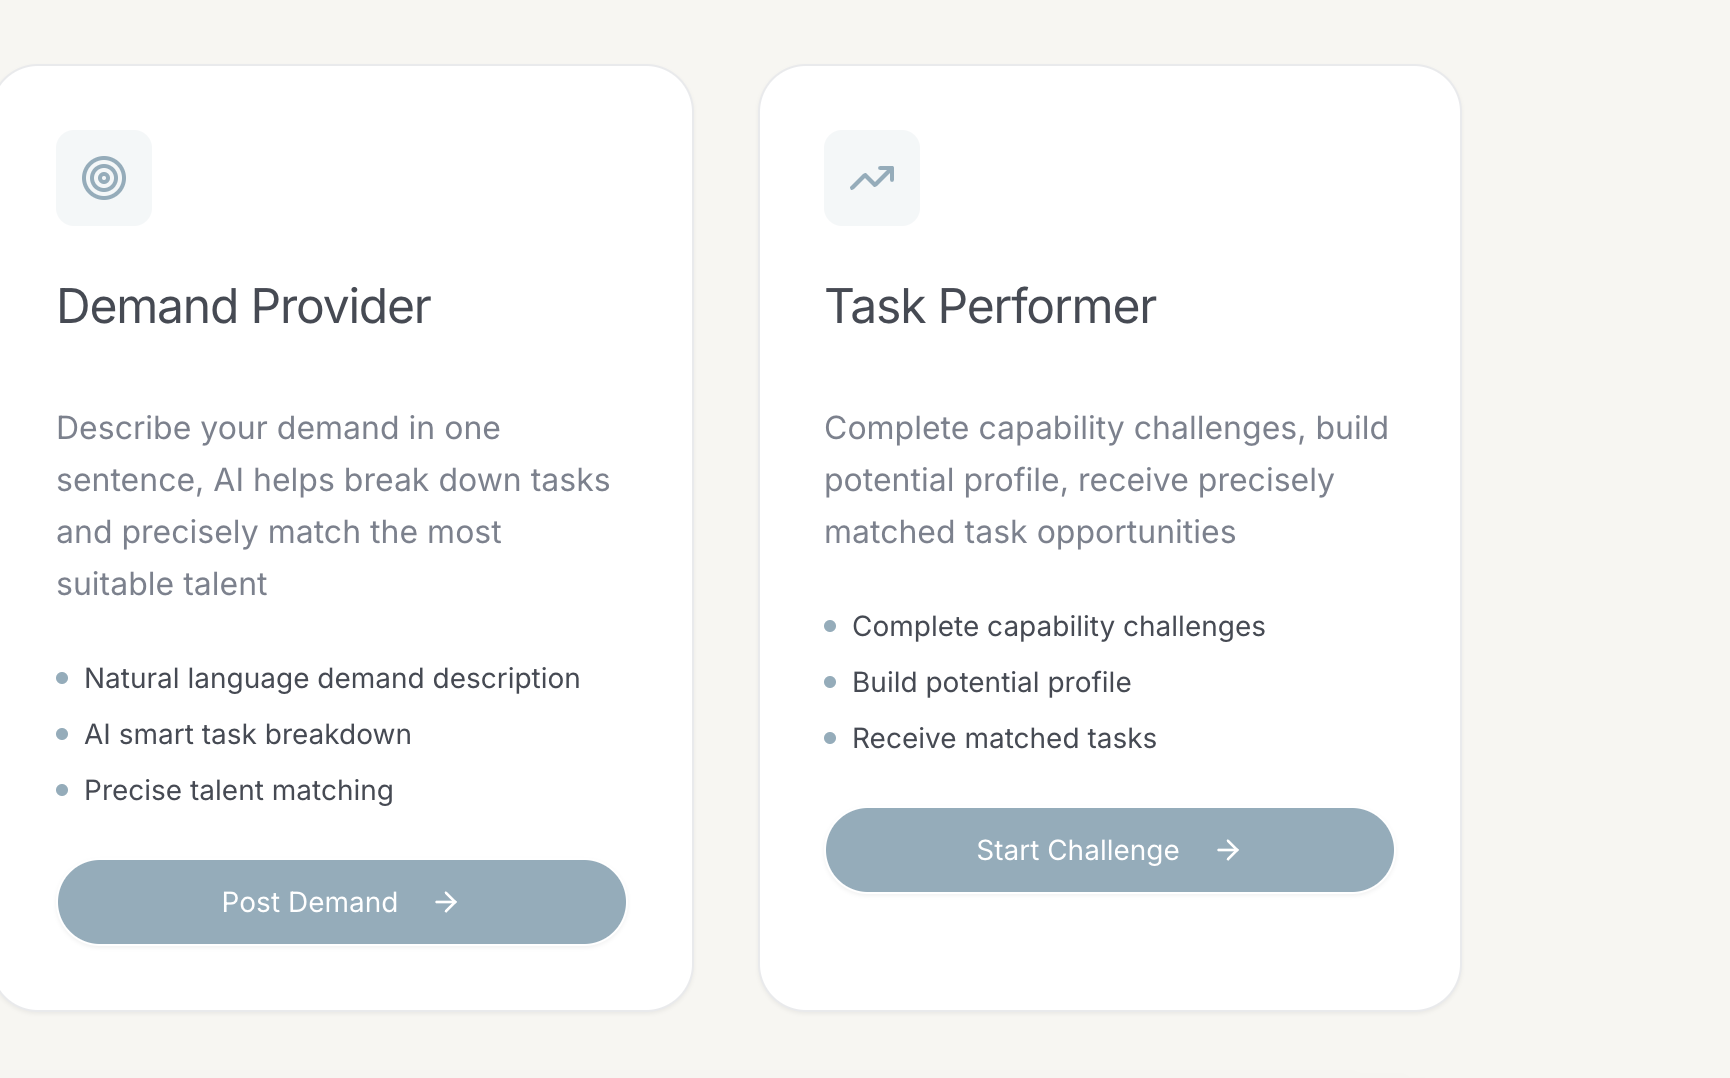 Demand Provider
Describe your demand in one
sentence, AI helps break down tasks
and precisely match the most
suitable talent
Natural language demand description
AI smart task breakdown
Precise talent matching
Post Demand
Task Performer
Complete capability challenges, build
potential profile, receive precisely
matched task opportunities
Complete capability challenges
Build potential profile
Receive matched tasks
Start Challenge